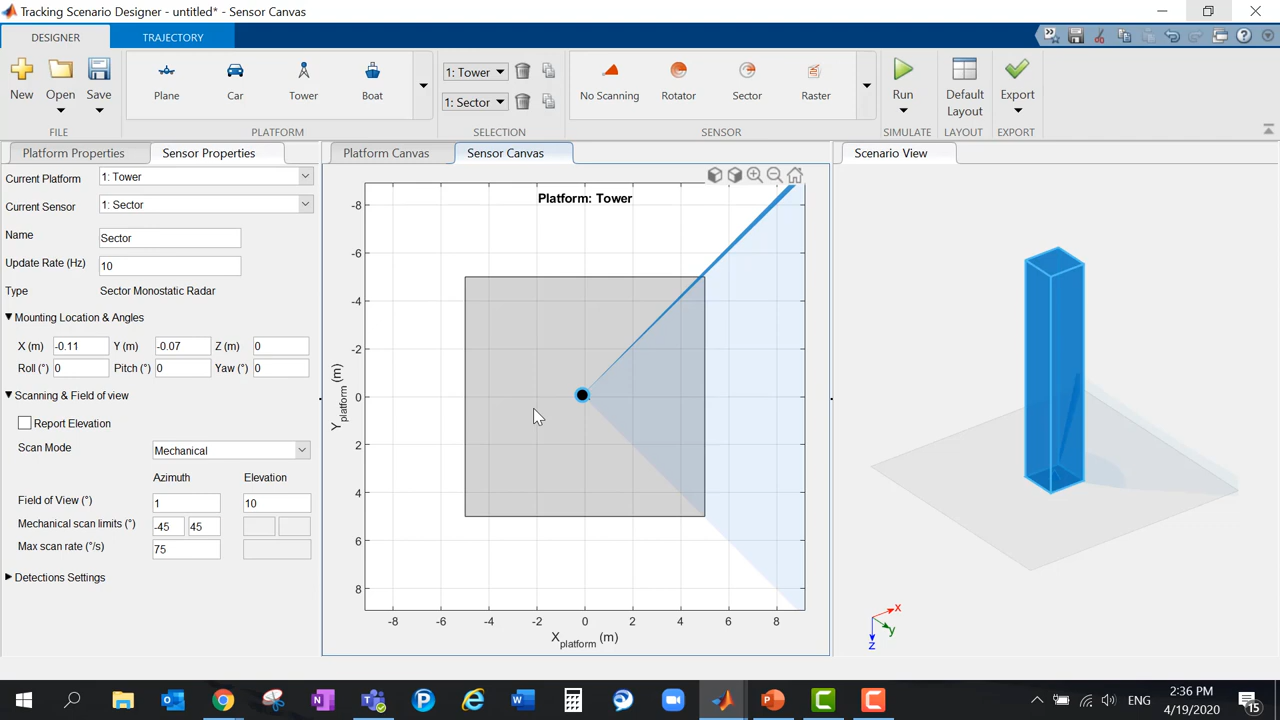 Tracking Scenario Designer - untitled* - Sensor Canvas
DESIGNER
TRAJECTORY
New
Open
Save
Plane
Car
Tower
Boat
1: Tower
1: Sector
No Scanning
Rotator
Sector
Raster
Run
Default
Layout
Export
FILE
PLATFORM
SELECTION
SENSOR
SIMULATE
LAYOUT
EXPORT
Platform Properties
Sensor Properties
Current Platform 1: Tower
Current Sensor 1: Sector
Name Sector
Update Rate (Hz) 10
Type Sector Monostatic Radar
Mounting Location & Angles
X (m) -0.11 Y (m) -0.07 Z (m) 0
Roll (°) 0 Pitch (°) 0 Yaw (°) 0
Scanning & Field of view
Report Elevation
Scan Mode Mechanical
Azimuth Elevation
Field of View (°) 1 10
Mechanical scan limits (°) -45 45
Max scan rate (°/s) 75
Detections Settings
Platform Canvas
Sensor Canvas
Platform: Tower
-8
-6
-4
-2
0
2
4
6
8
Yplatform (m)
-8 -6 -4 -2 0 2 4 6 8
Xplatform (m)
Scenario View
x
y
z
ENG
2:36 PM
4/19/2020
15